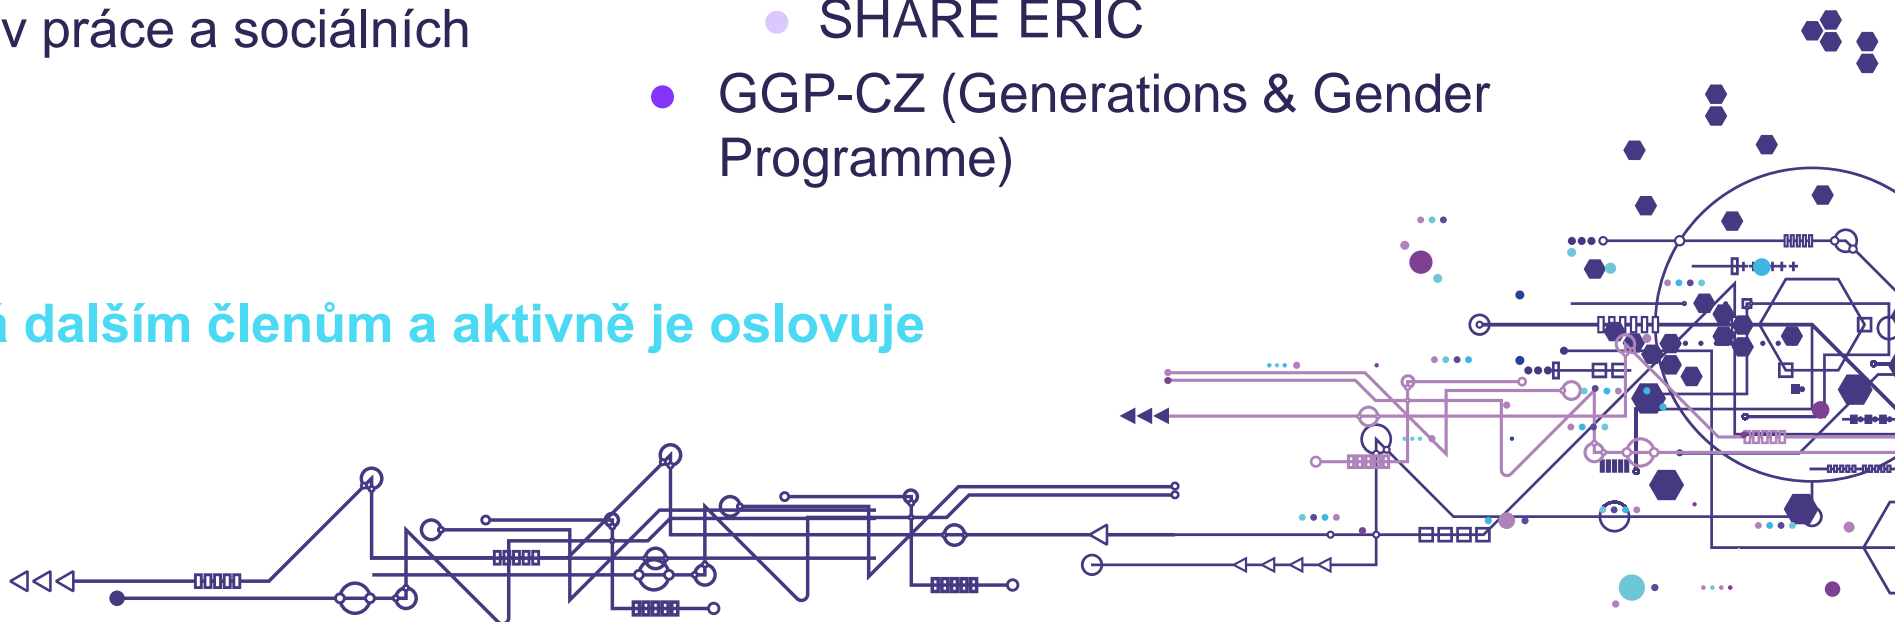 v práce a sociálních
SHARE ERIC
GGP-CZ (Generations & Gender
Programme)
dalším členům a aktivně je oslovuje